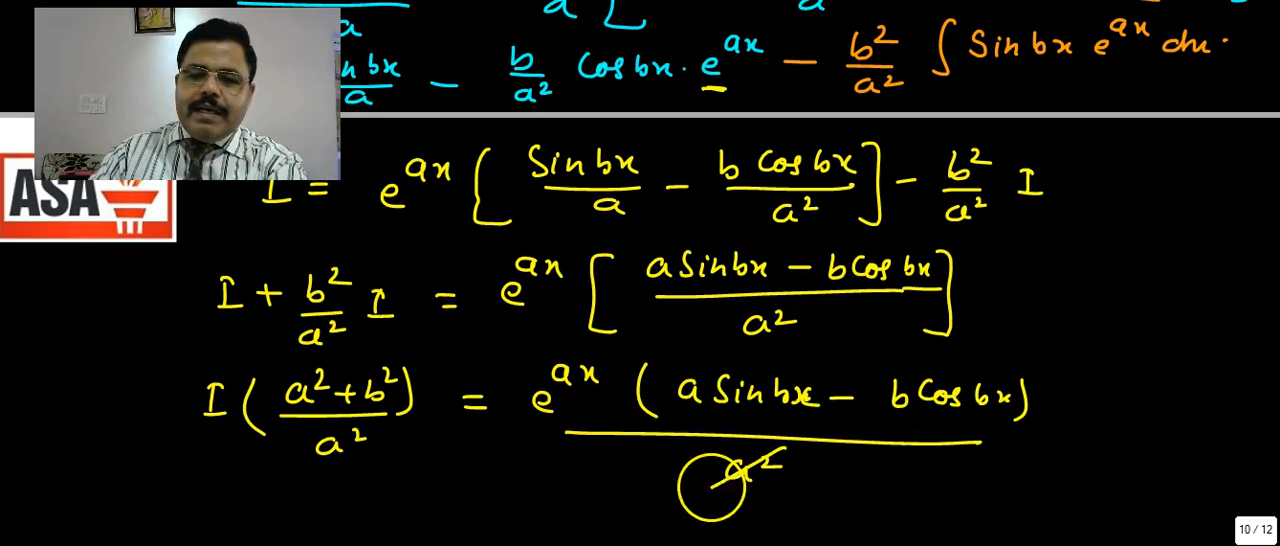 a [ a
n bx/a − b/a² Cos bx · e^ax − b²/a² ∫ Sin bx e^ax dx ·
ASA
I = e^ax [ Sin bx/a − b Cos bx/a² ] − b²/a² I
I + b²/a² I = e^ax [ a Sin bx − b Cos bx/a² ]
I ( a² + b²/a² ) = e^ax ( a Sin bx − b Cos bx)/a²
10 / 12